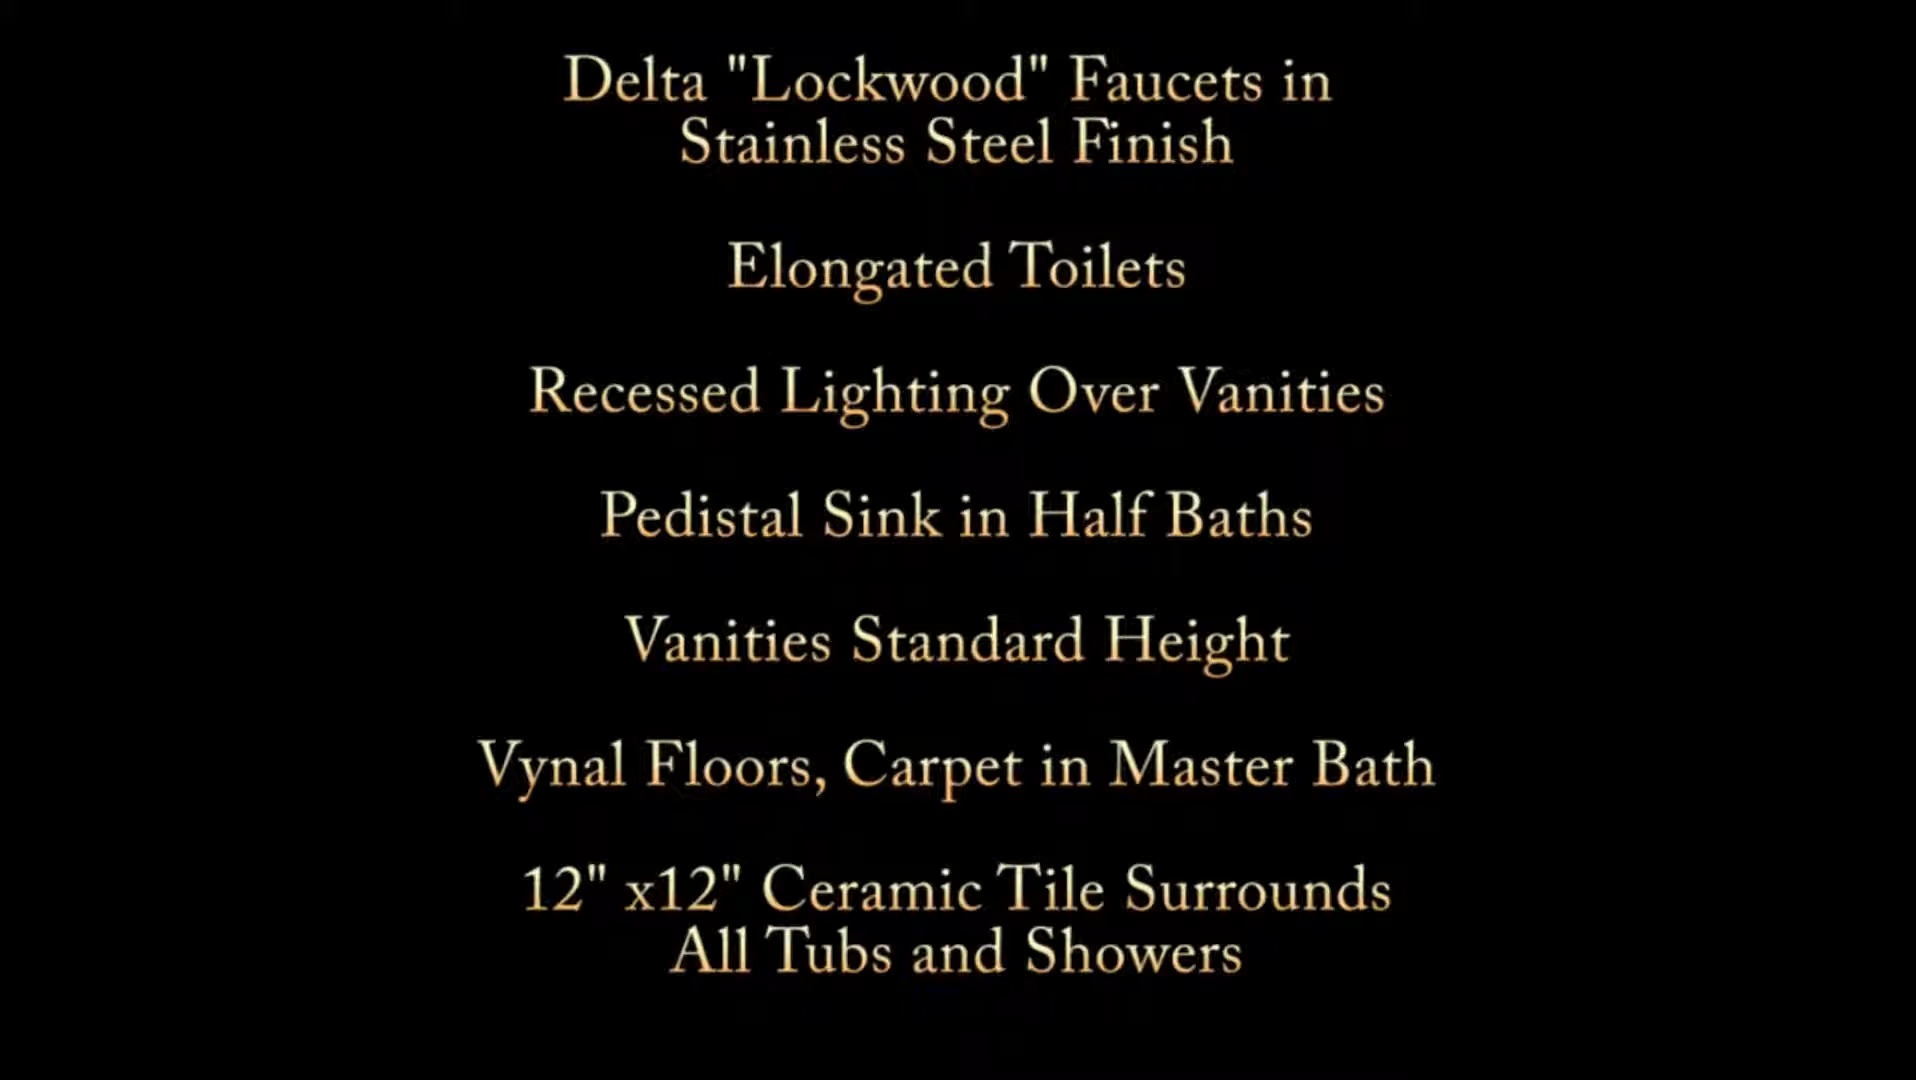 Delta "Lockwood" Faucets in
Stainless Steel Finish
Elongated Toilets
Recessed Lighting Over Vanities
Pedistal Sink in Half Baths
Vanities Standard Height
Vynal Floors, Carpet in Master Bath
12" x12" Ceramic Tile Surrounds
All Tubs and Showers